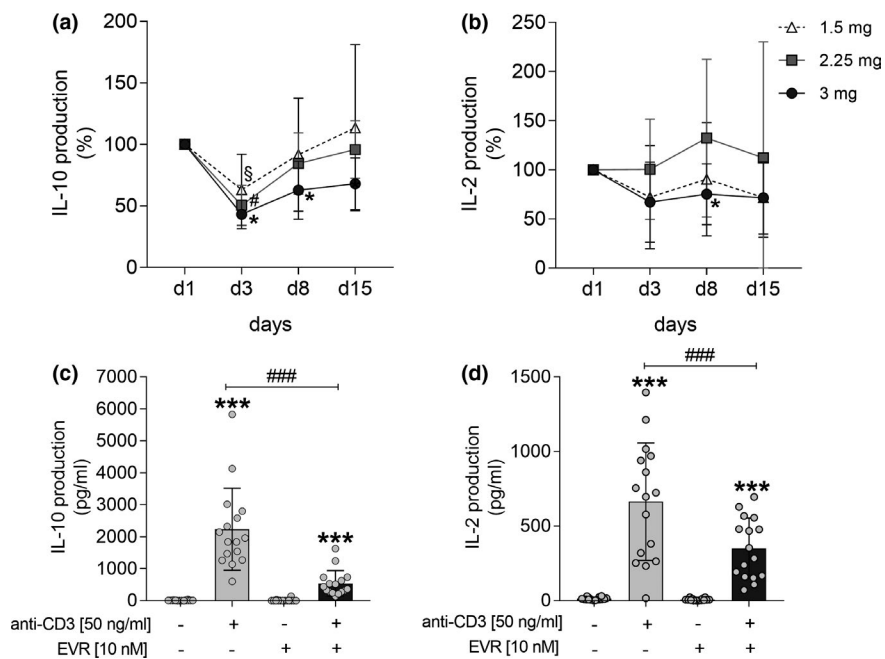 (a)
IL-10 production
(%)
200
150
100
50
0
§
#
*
*
d1 d3 d8 d15
days
(b)
IL-2 production
(%)
250
200
150
100
50
0
*
d1 d3 d8 d15
days
1.5 mg
2.25 mg
3 mg
(c)
IL-10 production
(pg/ml)
7000
6000
5000
4000
3000
2000
1000
0
###
***
***
anti-CD3 [50 ng/ml] - + - +
EVR [10 nM] - - + +
(d)
IL-2 production
(pg/ml)
1500
1000
500
0
###
***
***
anti-CD3 [50 ng/ml] - + - +
EVR [10 nM] - - + +